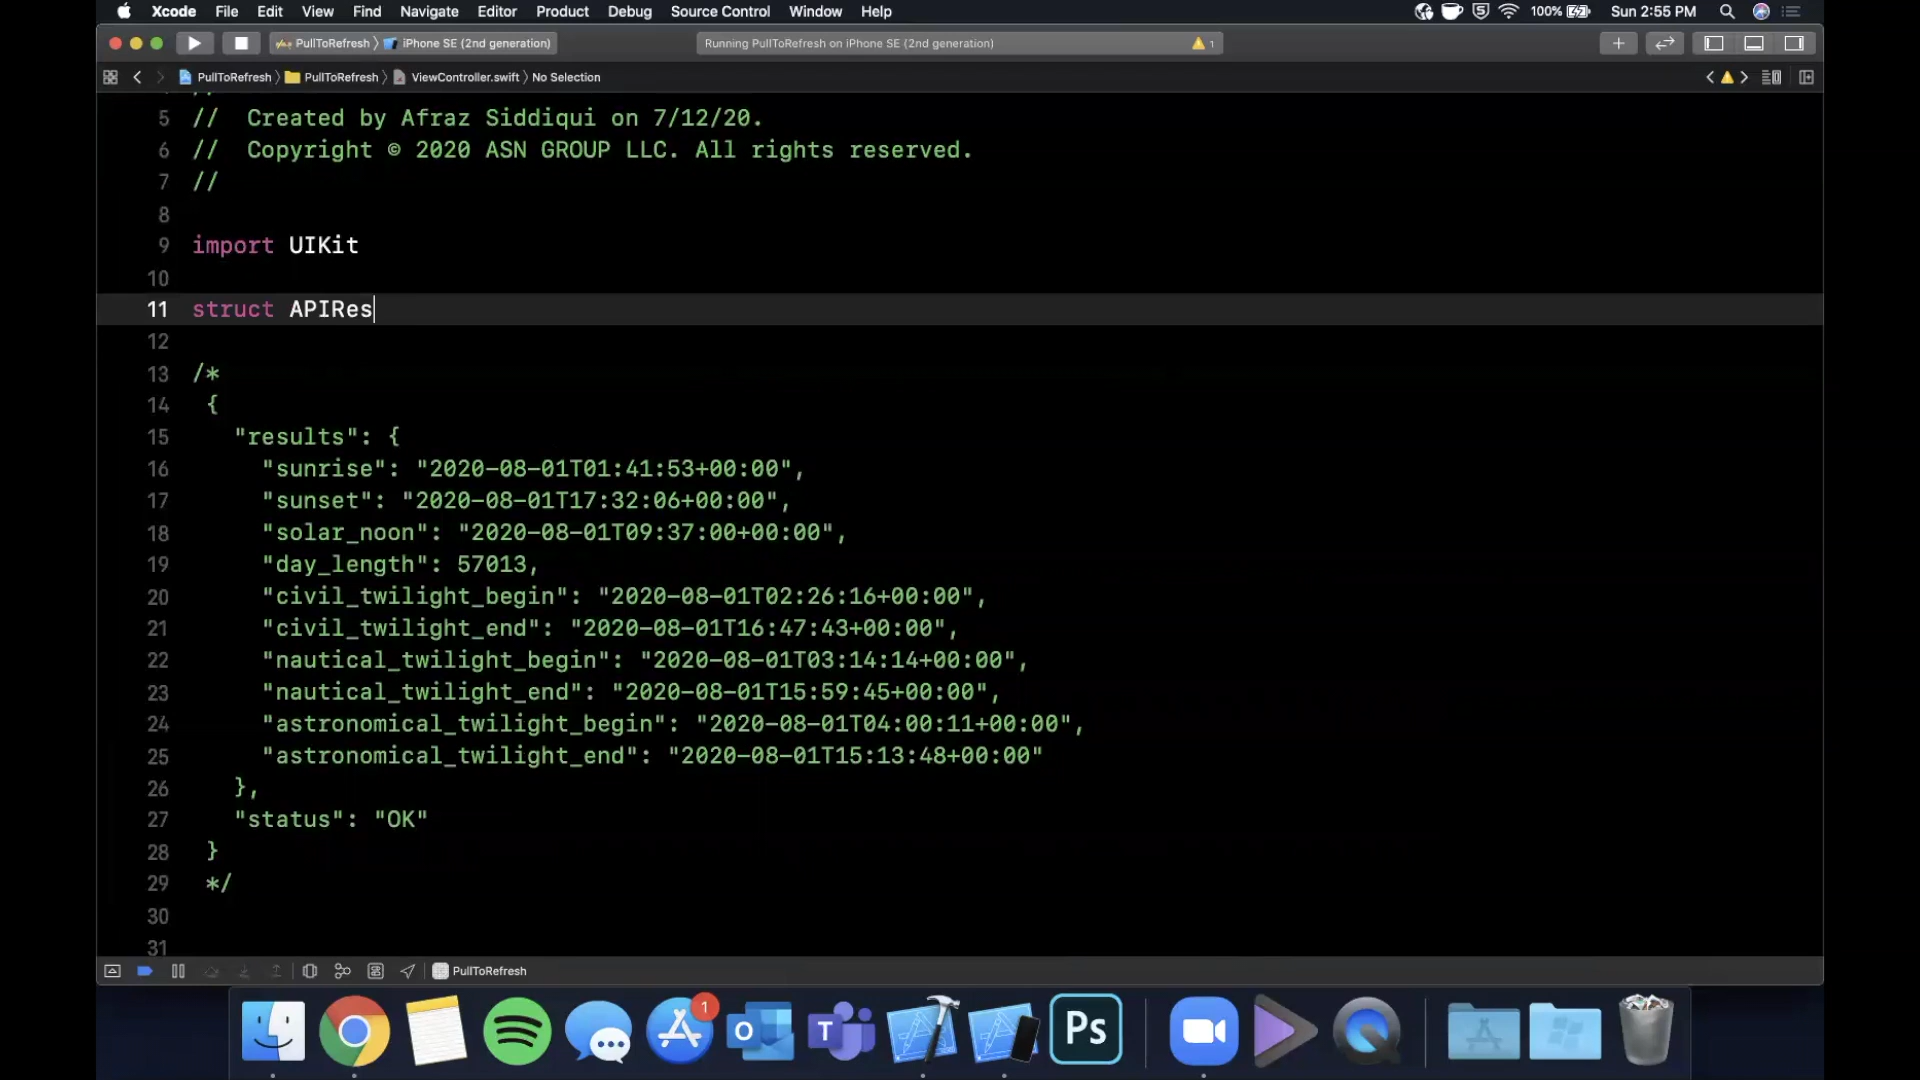 Xcode File Edit View Find Navigate Editor Product Debug Source Control Window Help 100% Sun 2:55 PM
PullToRefresh iPhone SE (2nd generation) Running PullToRefresh on iPhone SE (2nd generation) 1
PullToRefresh PullToRefresh ViewController.swift No Selection
5 // Created by Afraz Siddiqui on 7/12/20.
6 // Copyright © 2020 ASN GROUP LLC. All rights reserved.
7 //
8
9 import UIKit
10
11 struct APIRes
12
13 /*
14 {
15 "results": {
16 "sunrise": "2020-08-01T01:41:53+00:00",
17 "sunset": "2020-08-01T17:32:06+00:00",
18 "solar_noon": "2020-08-01T09:37:00+00:00",
19 "day_length": 57013,
20 "civil_twilight_begin": "2020-08-01T02:26:16+00:00",
21 "civil_twilight_end": "2020-08-01T16:47:43+00:00",
22 "nautical_twilight_begin": "2020-08-01T03:14:14+00:00",
23 "nautical_twilight_end": "2020-08-01T15:59:45+00:00",
24 "astronomical_twilight_begin": "2020-08-01T04:00:11+00:00",
25 "astronomical_twilight_end": "2020-08-01T15:13:48+00:00"
26 },
27 "status": "OK"
28 }
29 */
30
31
PullToRefresh
1
Ps